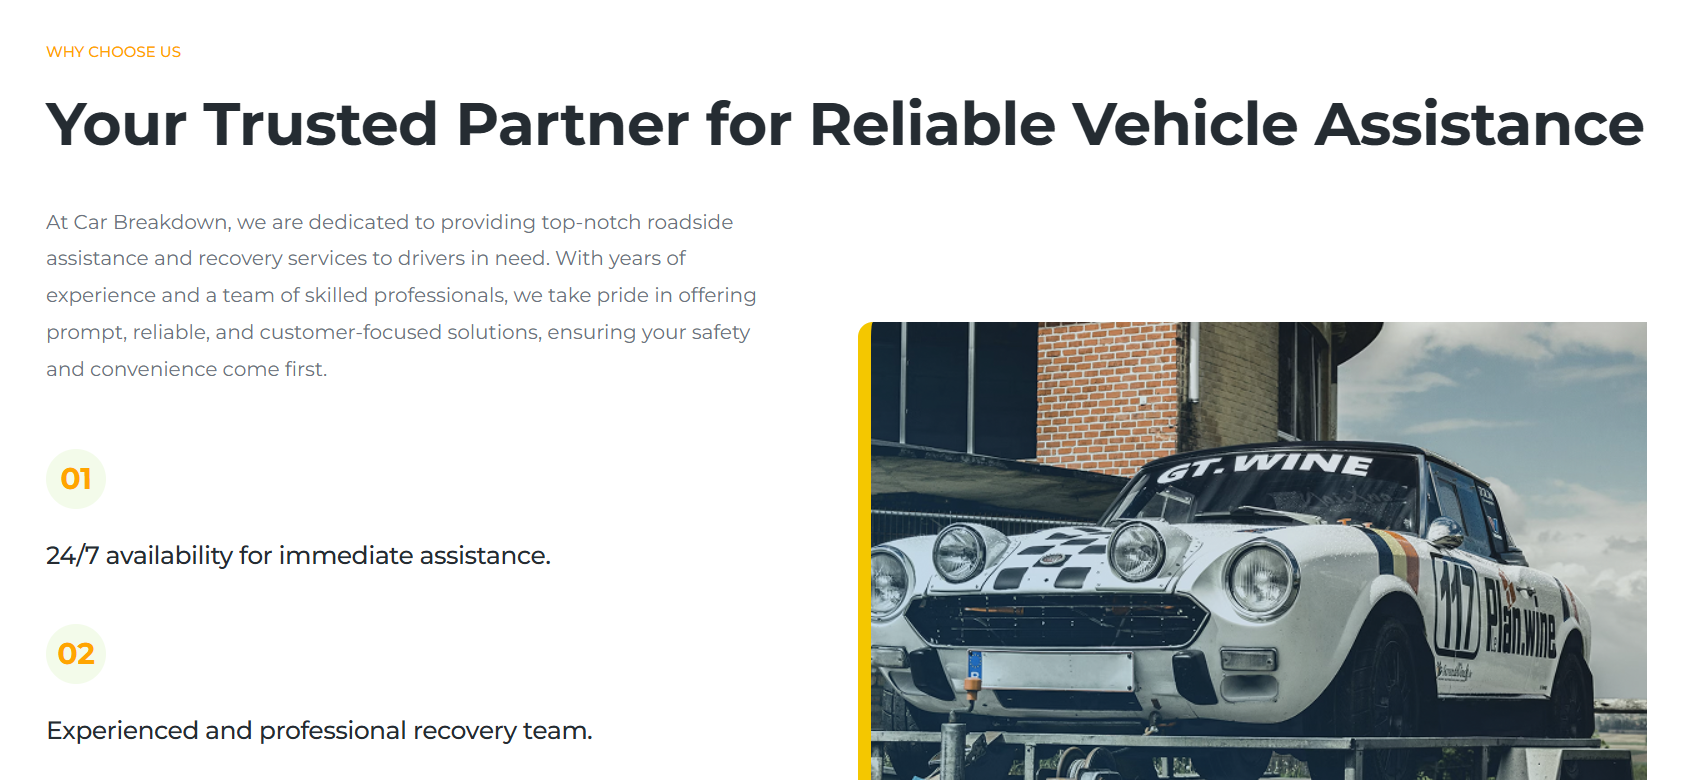 WHY CHOOSE US
Your Trusted Partner for Reliable Vehicle Assistance
At Car Breakdown, we are dedicated to providing top-notch roadside
assistance and recovery services to drivers in need. With years of
experience and a team of skilled professionals, we take pride in offering
prompt, reliable, and customer-focused solutions, ensuring your safety
and convenience come first.
01
24/7 availability for immediate assistance.
02
Experienced and professional recovery team.
GT. WINE
117
Plan.wine